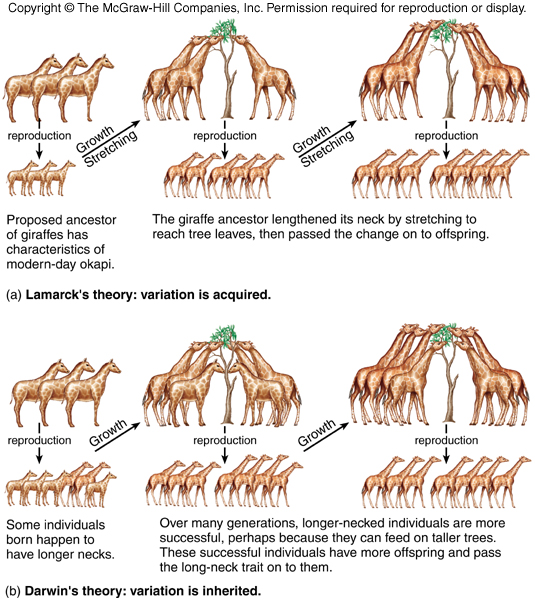 Copyright © The McGraw-Hill Companies, Inc. Permission required for reproduction or display.
reproduction
Growth
Stretching
reproduction
Growth
Stretching
reproduction
Proposed ancestor
of giraffes has
characteristics of
modern-day okapi.
The giraffe ancestor lengthened its neck by stretching to
reach tree leaves, then passed the change on to offspring.
(a) Lamarck's theory: variation is acquired.
reproduction
Growth
reproduction
Growth
reproduction
Some individuals
born happen to
have longer necks.
Over many generations, longer-necked individuals are more
successful, perhaps because they can feed on taller trees.
These successful individuals have more offspring and pass
the long-neck trait on to them.
(b) Darwin's theory: variation is inherited.